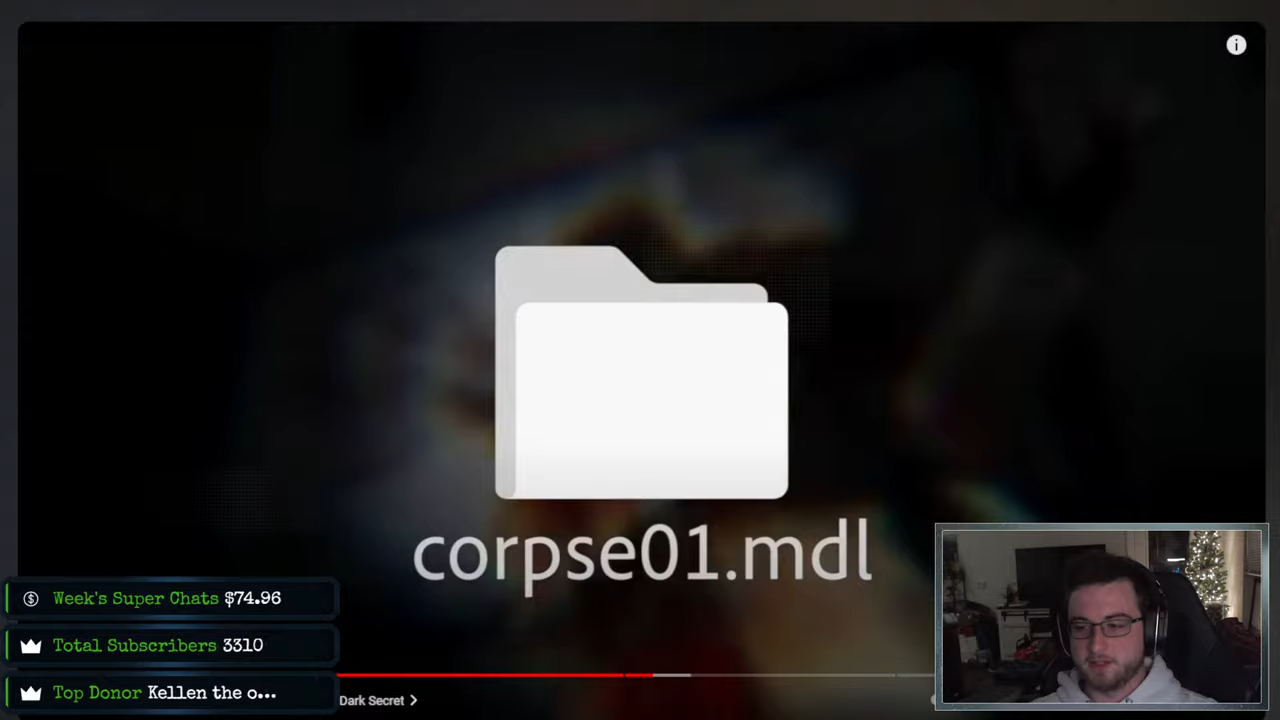 corpse01.mdl
Week's Super Chats $74.96
Total Subscribers 3310
Top Donor Kellen the o...
Dark Secret